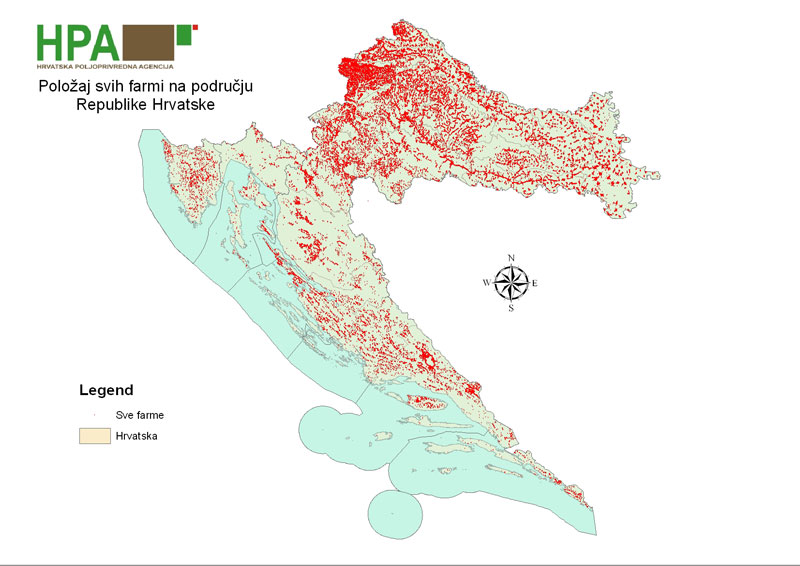 HPA
HRVATSKA POLJOPRIVREDNA AGENCIJA
Položaj svih farmi na području
Republike Hrvatske
N
W E
S
Legend
Sve farme
Hrvatska